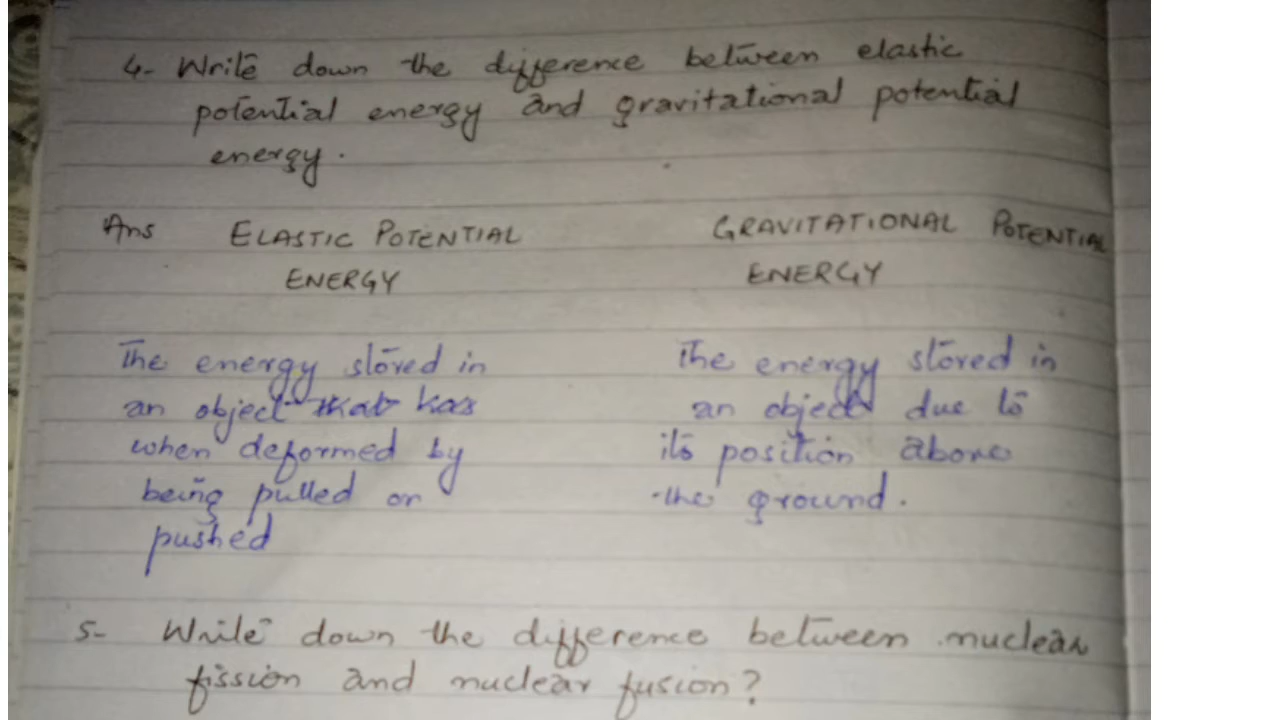 4- Write down the difference between elastic
potential energy and gravitational potential
energy.
Ans ELASTIC POTENTIAL ENERGY
GRAVITATIONAL POTENTIAL ENERGY
The energy stored in
an object that has
when deformed by
being pulled or
pushed
The energy stored in
an object due to
its position above
the ground.
5- Write down the difference between nuclear
fission and nuclear fusion?